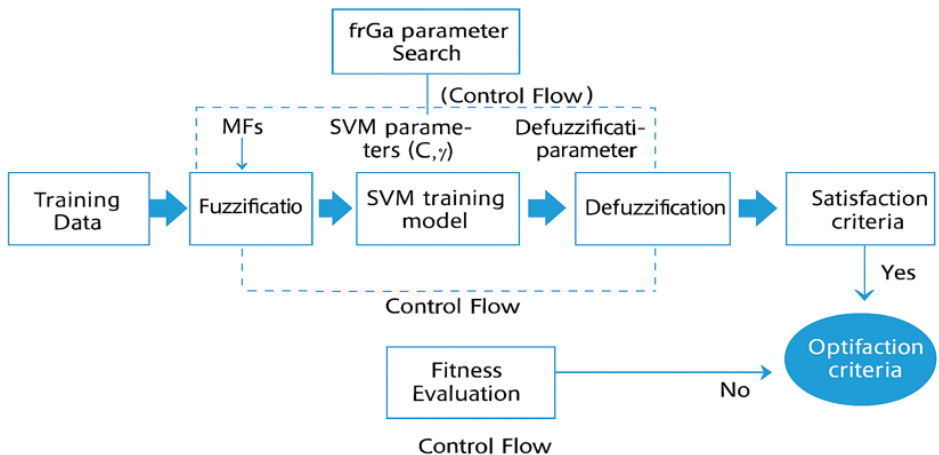 frGa parameter
Search
(Control Flow)
MFs
SVM parame-
ters (C,γ)
Defuzzificati-
parameter
Training
Data
Fuzzificatio
SVM training
model
Defuzzification
Satisfaction
criteria
Control Flow
Yes
Fitness
Evaluation
No
Optifaction
criteria
Control Flow